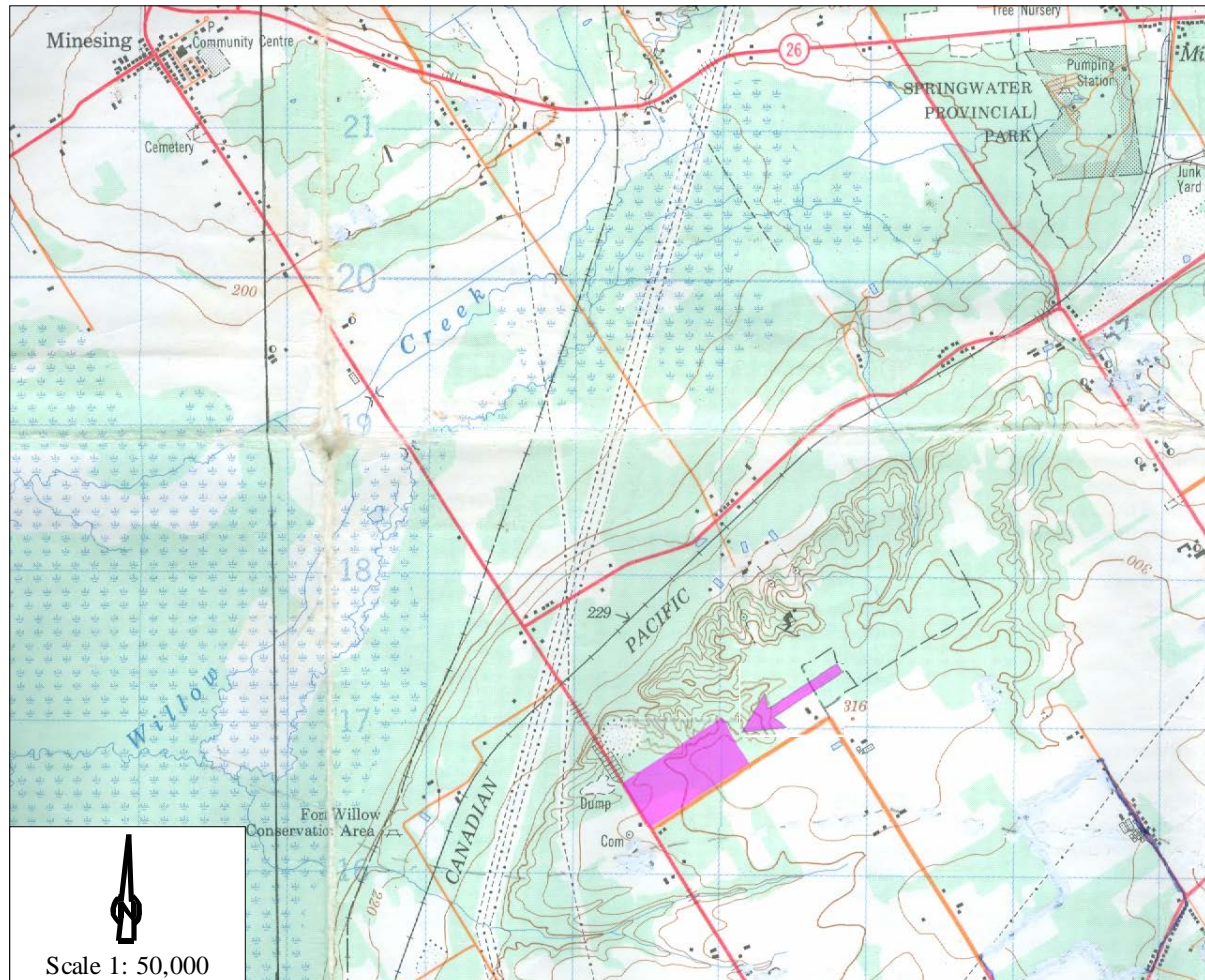 Minesing
Community Centre
Cemetery
26
Tree Nursery
Pumping
Station
SPRINGWATER
PROVINCIAL
PARK
Junk
Yard
21
20
200
Creek
19
18
229
PACIFIC
300
Willow
17
316
Dump
Fort Willow
Conservation Area
Com
CANADIAN
16
220
Scale 1: 50,000